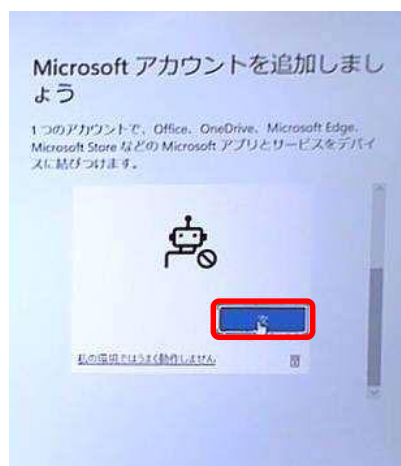 Microsoft アカウントを追加しまし
ょう
1 つのアカウントで、Office、OneDrive、Microsoft Edge、
Microsoft Store などの Microsoft アプリとサービスをデバイ
スに結びつけます。
次
私の環境ではうまく動作しません